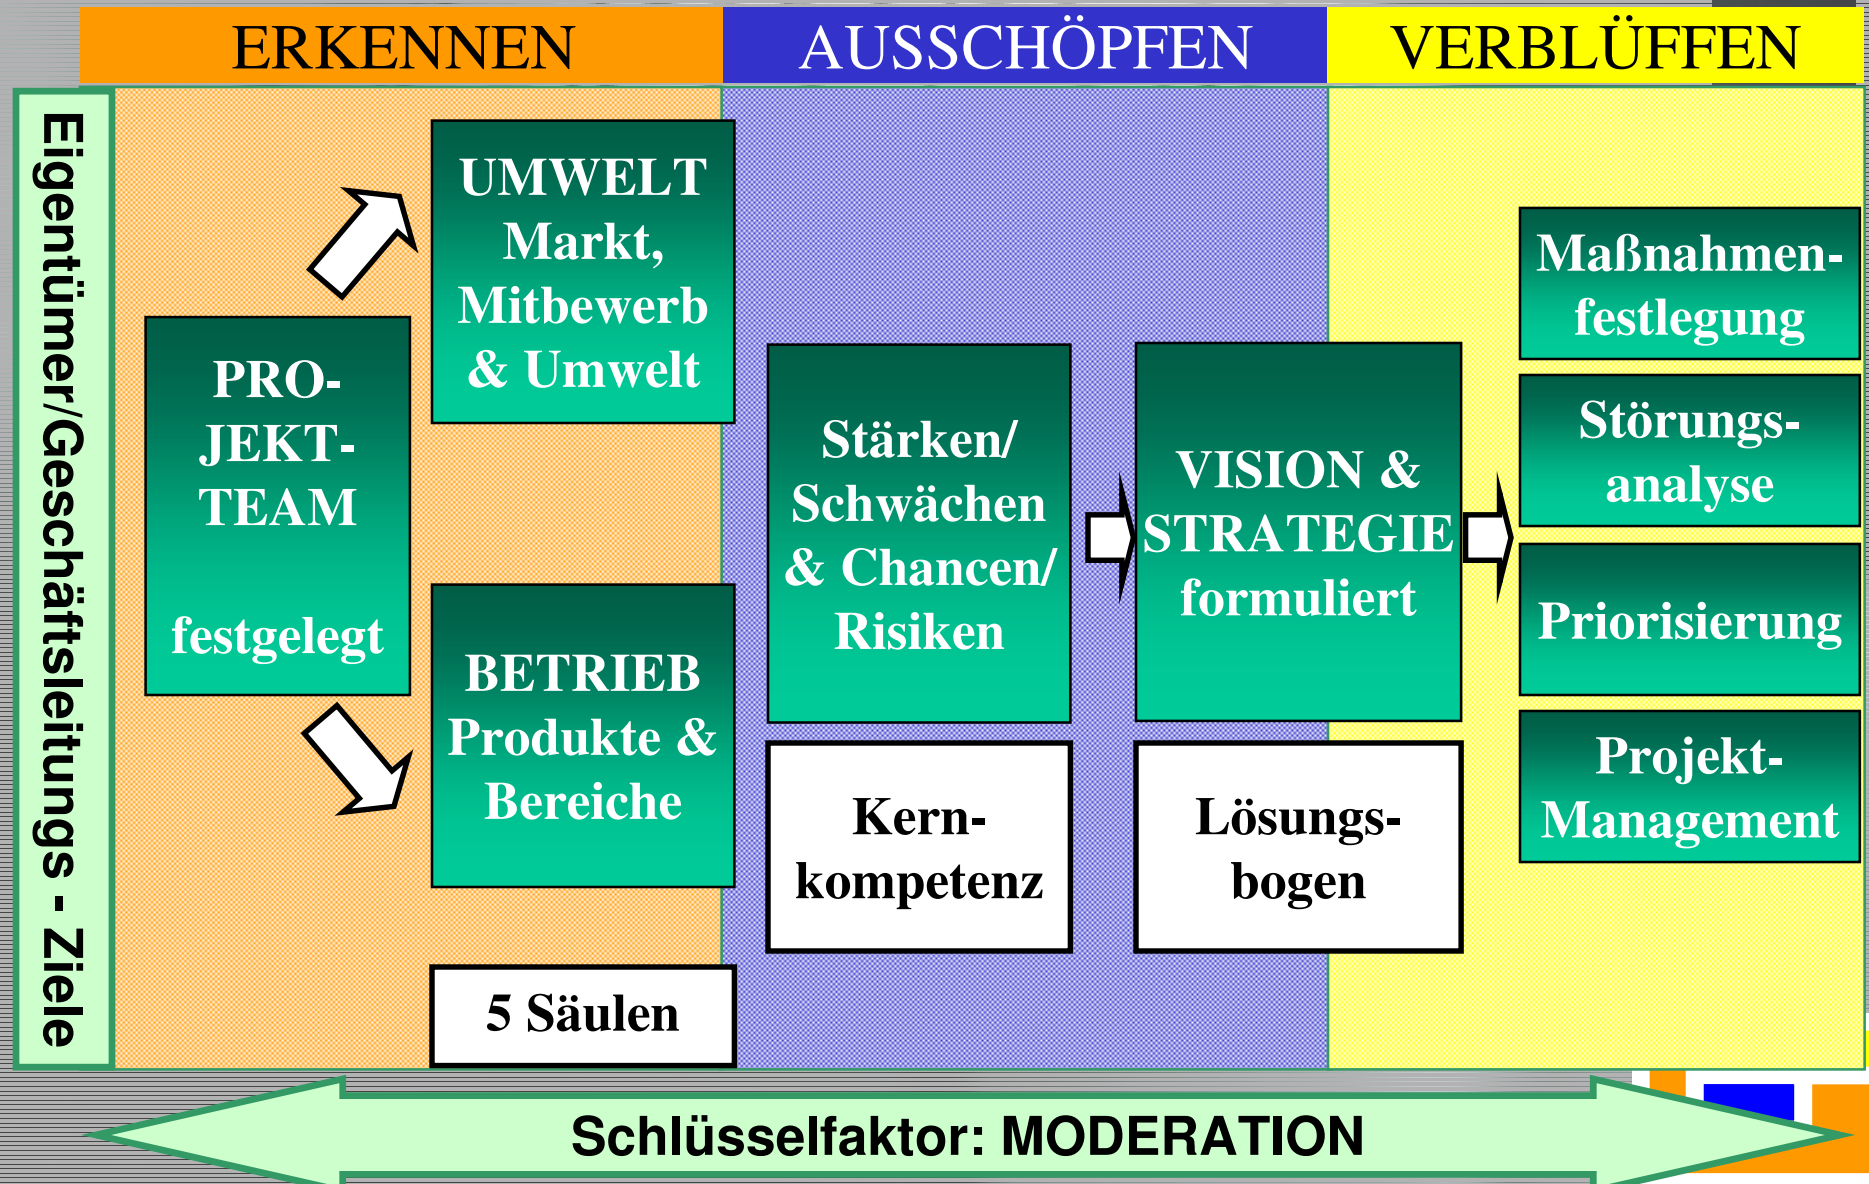 ERKENNEN
AUSSCHÖPFEN
VERBLÜFFEN
Eigentümer/Geschäftsleitungs - Ziele
PRO-
JEKT-
TEAM
festgelegt
UMWELT
Markt,
Mitbewerb
& Umwelt
BETRIEB
Produkte &
Bereiche
5 Säulen
Stärken/
Schwächen
& Chancen/
Risiken
Kern-
kompetenz
VISION &
STRATEGIE
formuliert
Lösungs-
bogen
Maßnahmen-
festlegung
Störungs-
analyse
Priorisierung
Projekt-
Management
Schlüsselfaktor: MODERATION